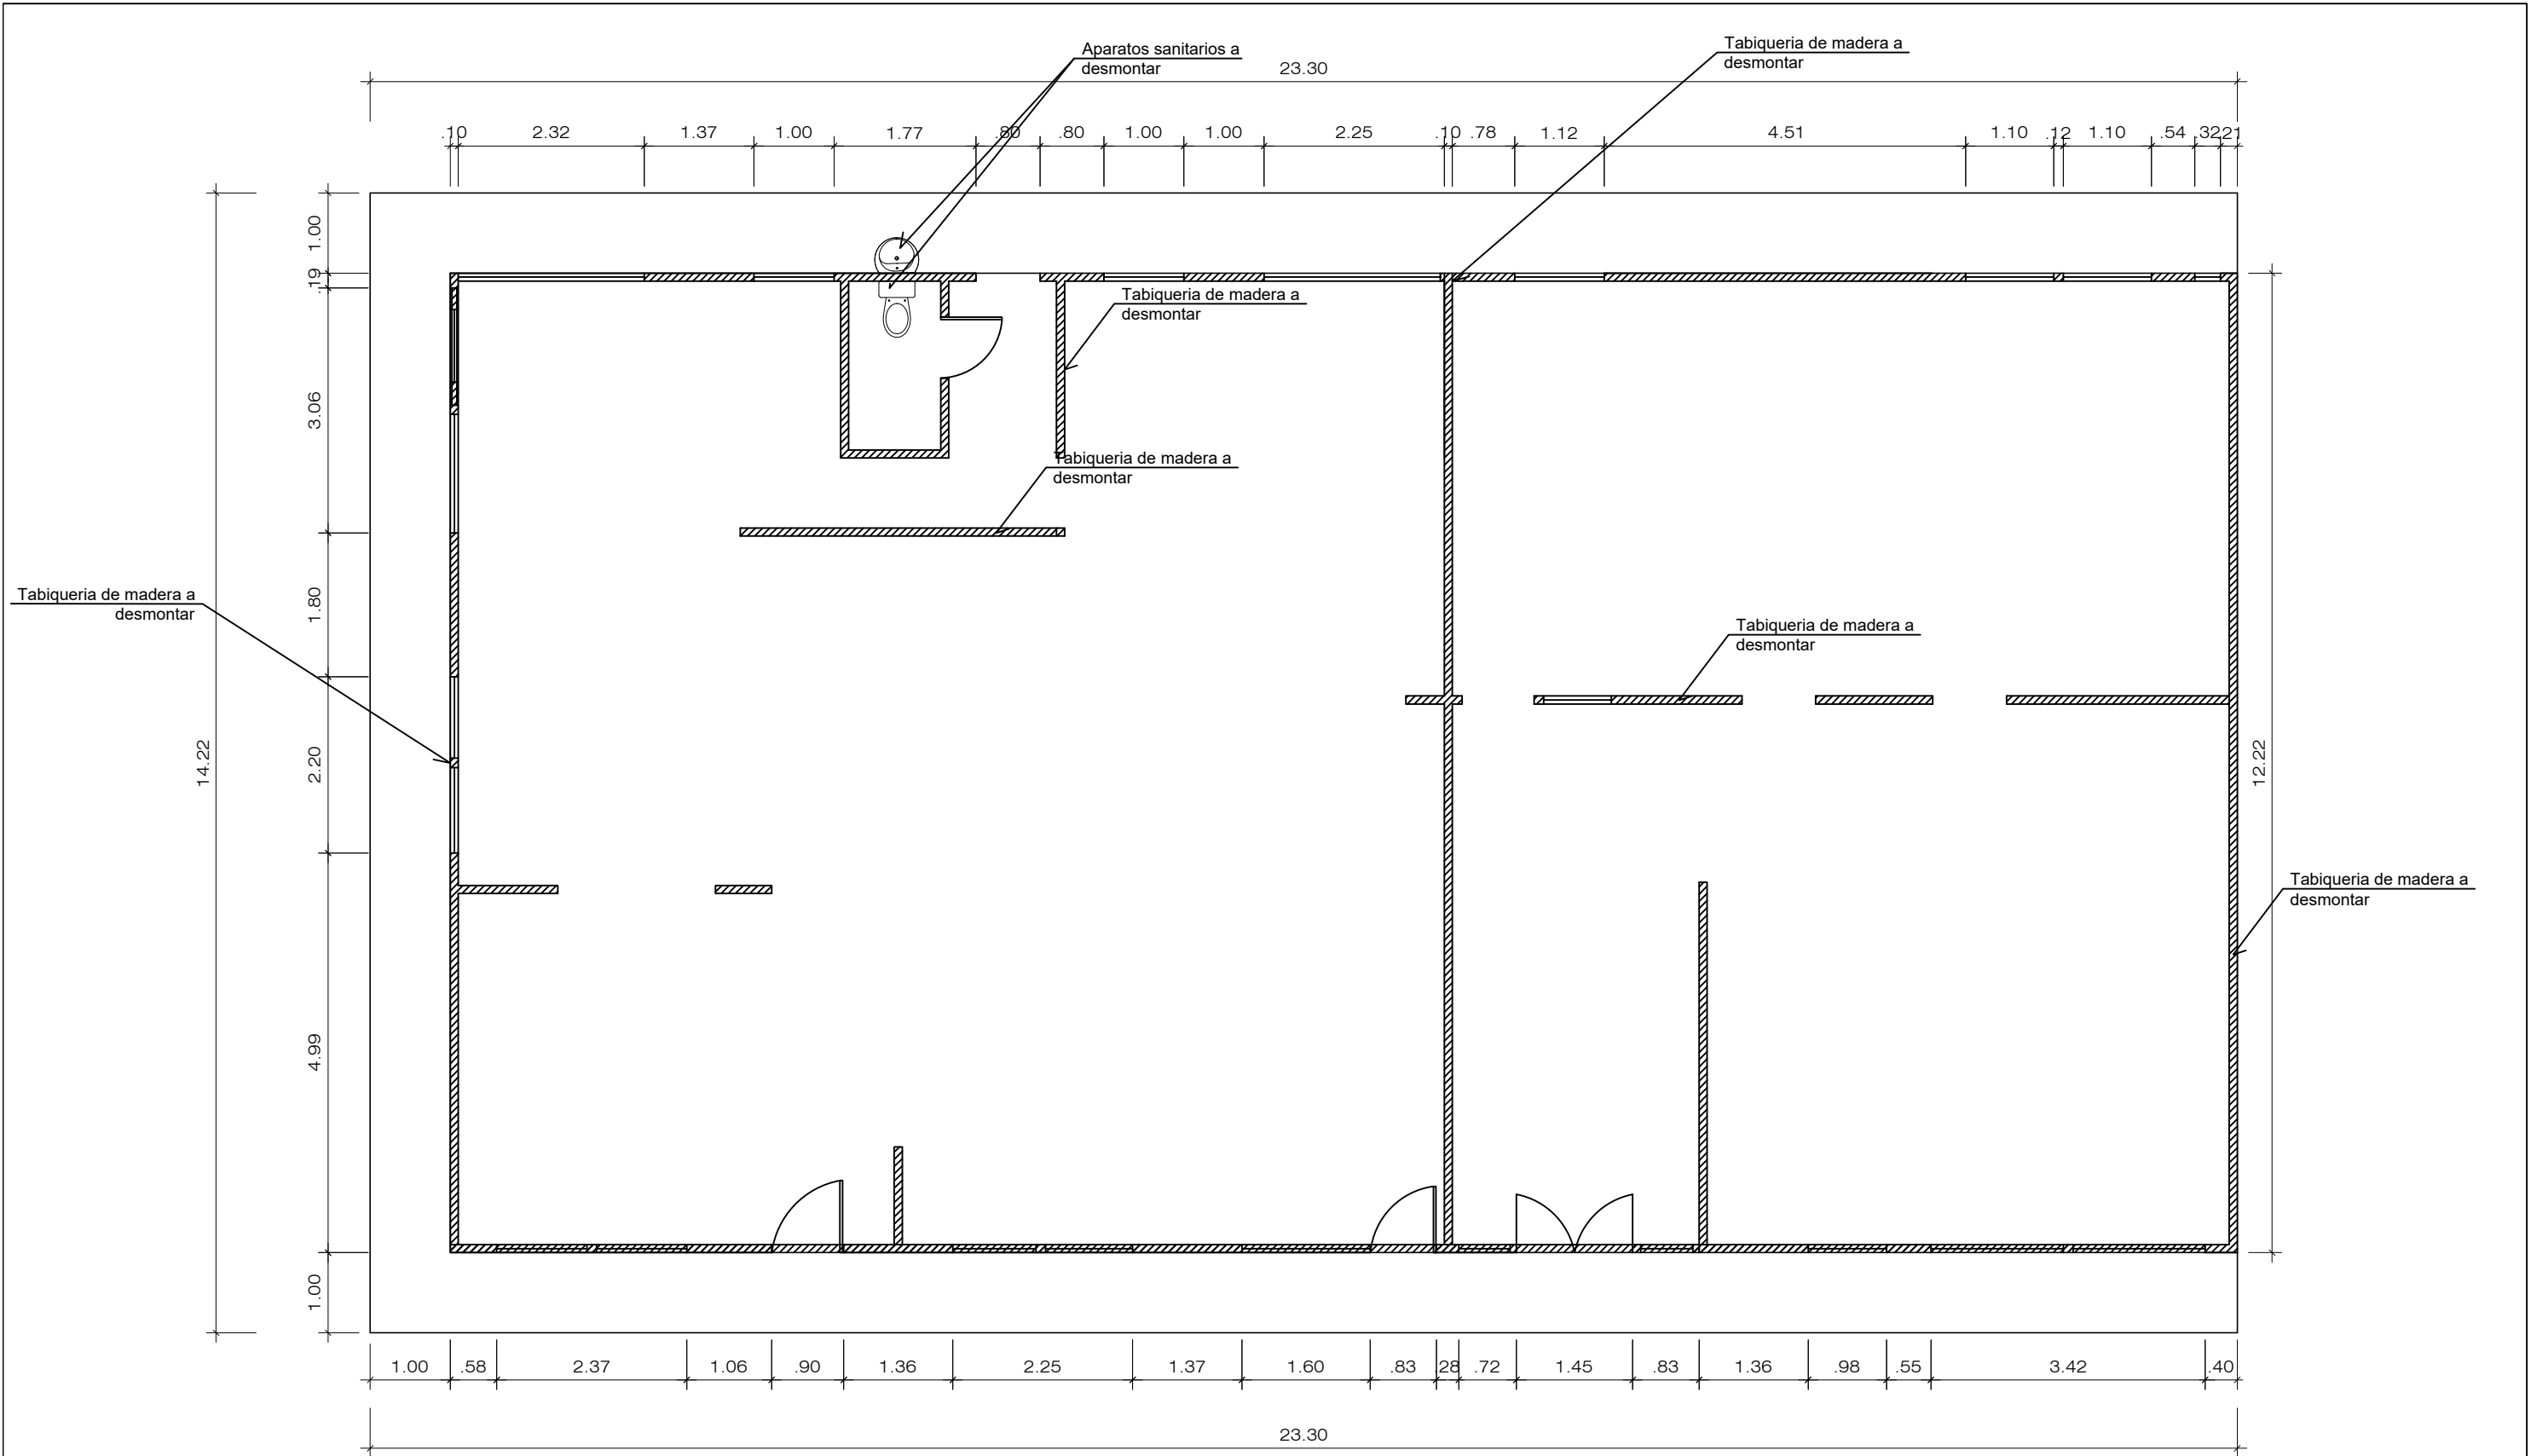 Aparatos sanitarios a
desmontar
Tabiqueria de madera a
desmontar
23.30
.10 2.32 1.37 1.00 1.77 .80 .80 1.00 1.00 2.25 .10 .78 1.12 4.51 1.10 .12 1.10 .54 .32 .21
1.00
.19
3.06
1.80
2.20
4.99
1.00
14.22
12.22
Tabiqueria de madera a
desmontar
Tabiqueria de madera a
desmontar
Tabiqueria de madera a
desmontar
Tabiqueria de madera a
desmontar
Tabiqueria de madera a
desmontar
1.00 .58 2.37 1.06 .90 1.36 2.25 1.37 1.60 .83 .28 .72 1.45 .83 1.36 .98 .55 3.42 .40
23.30